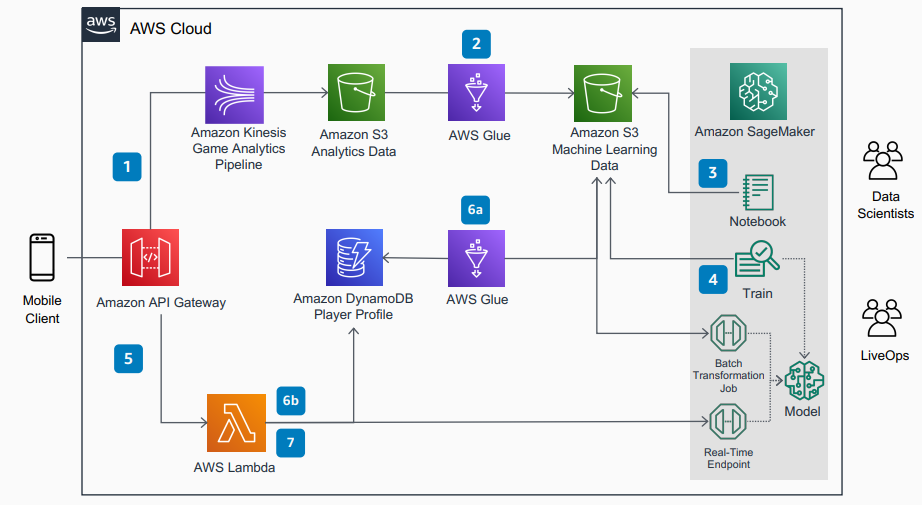 aws
AWS Cloud
2
Amazon Kinesis
Game Analytics
Pipeline
Amazon S3
Analytics Data
AWS Glue
Amazon S3
Machine Learning
Data
Amazon SageMaker
1
3
Notebook
Data
Scientists
6a
Mobile
Client
</>
Amazon API Gateway
Amazon DynamoDB
Player Profile
AWS Glue
4
Train
5
Batch
Transformation
Job
LiveOps
Model
6b
7
AWS Lambda
Real-Time
Endpoint